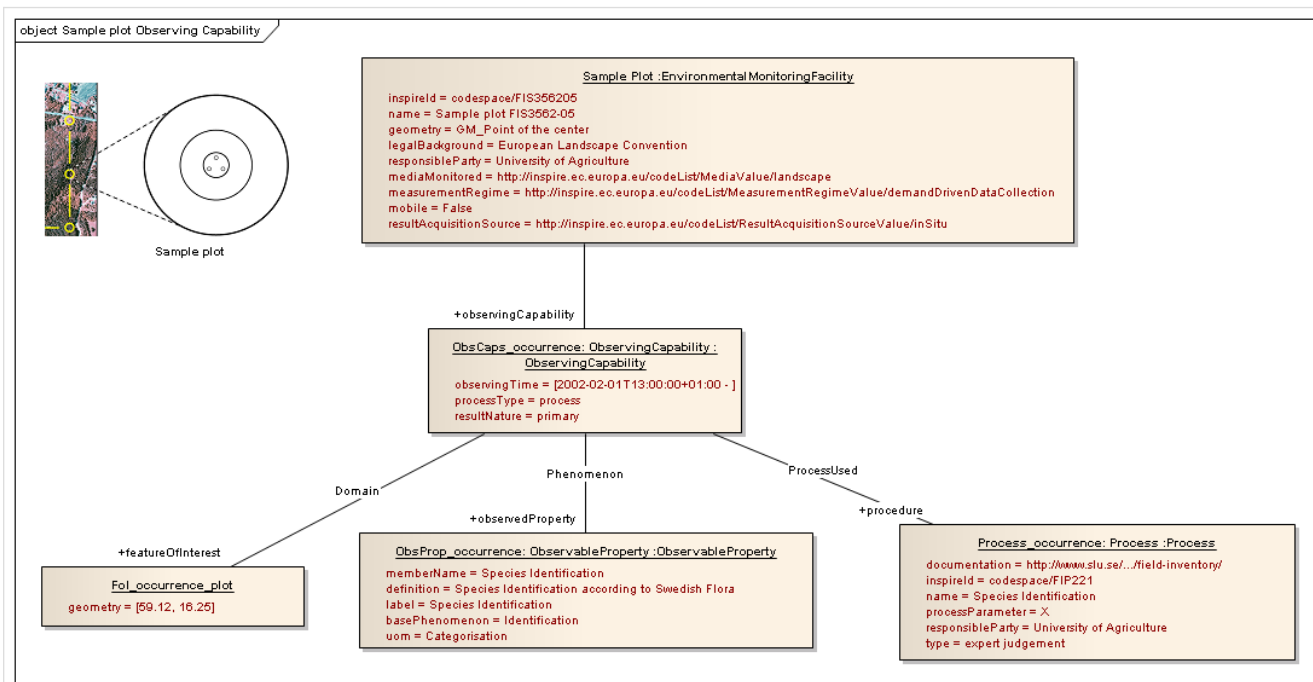 object Sample plot Observing Capability
Sample plot
Sample Plot :EnvironmentalMonitoringFacility
inspireId = codespace/FIS356205
name = Sample plot FIS3562-05
geometry = GM_Point of the center
legalBackground = European Landscape Convention
responsibleParty = University of Agriculture
mediaMonitored = http://inspire.ec.europa.eu/codeList/MediaValue/landscape
measurementRegime = http://inspire.ec.europa.eu/codeList/MeasurementRegimeValue/demandDrivenDataCollection
mobile = False
resultAcquisitionSource = http://inspire.ec.europa.eu/codeList/ResultAcquisitionSourceValue/inSitu
+observingCapability
ObsCaps_occurrence: ObservingCapability :
ObservingCapability
observingTime = [2002-02-01T13:00:00+01:00 - ]
processType = process
resultNature = primary
Domain
Phenomenon
ProcessUsed
+featureOfInterest
+observedProperty
+procedure
FoI_occurrence_plot
geometry = [59.12, 16.25]
ObsProp_occurrence: ObservableProperty :ObservableProperty
memberName = Species Identification
definition = Species Identification according to Swedish Flora
label = Species Identification
basePhenomenon = Identification
uom = Categorisation
Process_occurrence: Process :Process
documentation = http://www.slu.se/.../field-inventory/
inspireId = codespace/FIP221
name = Species Identification
processParameter = X
responsibleParty = University of Agriculture
type = expert judgement